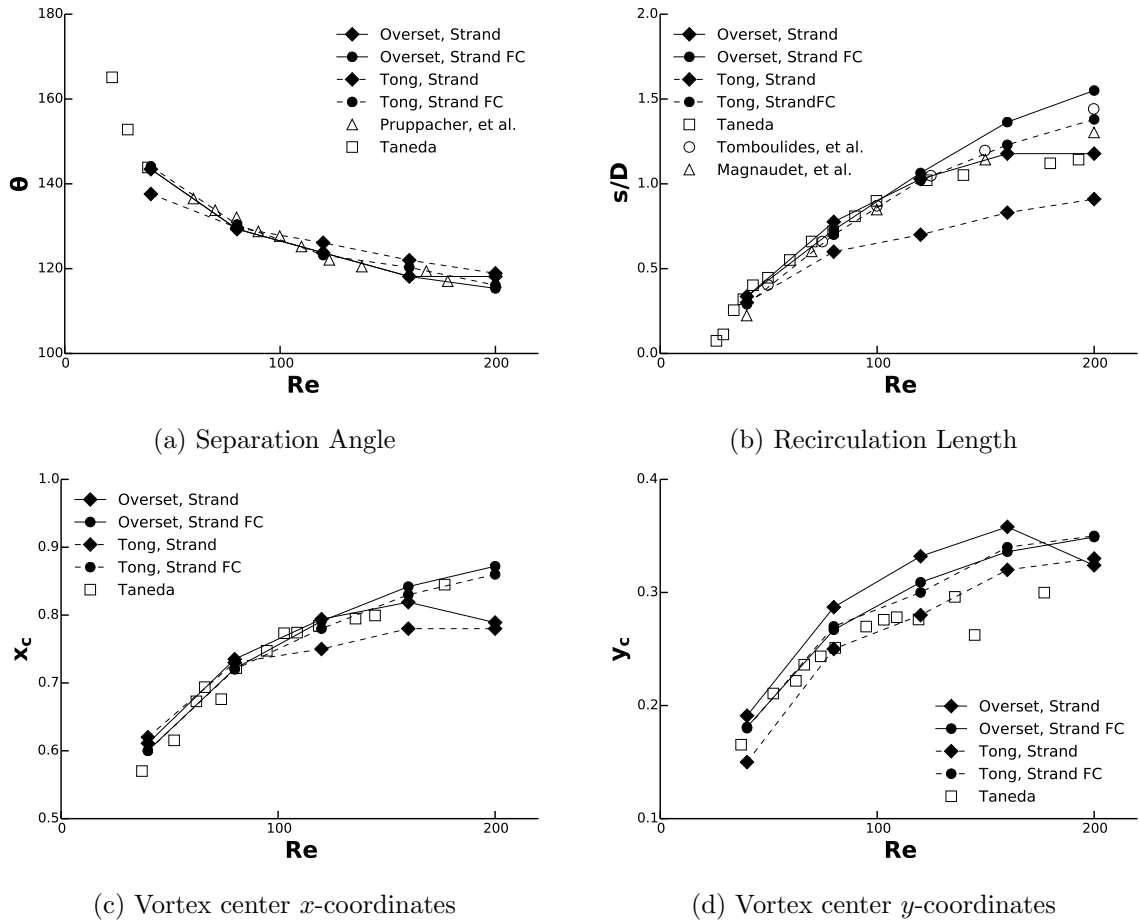 180
160
140
120
100
θ
0
100
200
Re
Overset, Strand
Overset, Strand FC
Tong, Strand
Tong, Strand FC
Pruppacher, et al.
Taneda
(a) Separation Angle
2.0
1.5
1.0
0.5
0.0
s/D
0
100
200
Re
Overset, Strand
Overset, Strand FC
Tong, Strand
Tong, StrandFC
Taneda
Tomboulides, et al.
Magnaudet, et al.
(b) Recirculation Length
1.0
0.9
0.8
0.7
0.6
0.5
xc
0
100
200
Re
Overset, Strand
Overset, Strand FC
Tong, Strand
Tong, Strand FC
Taneda
(c) Vortex center x-coordinates
0.4
0.3
0.2
0.1
yc
0
100
200
Re
Overset, Strand
Overset, Strand FC
Tong, Strand
Tong, Strand FC
Taneda
(d) Vortex center y-coordinates